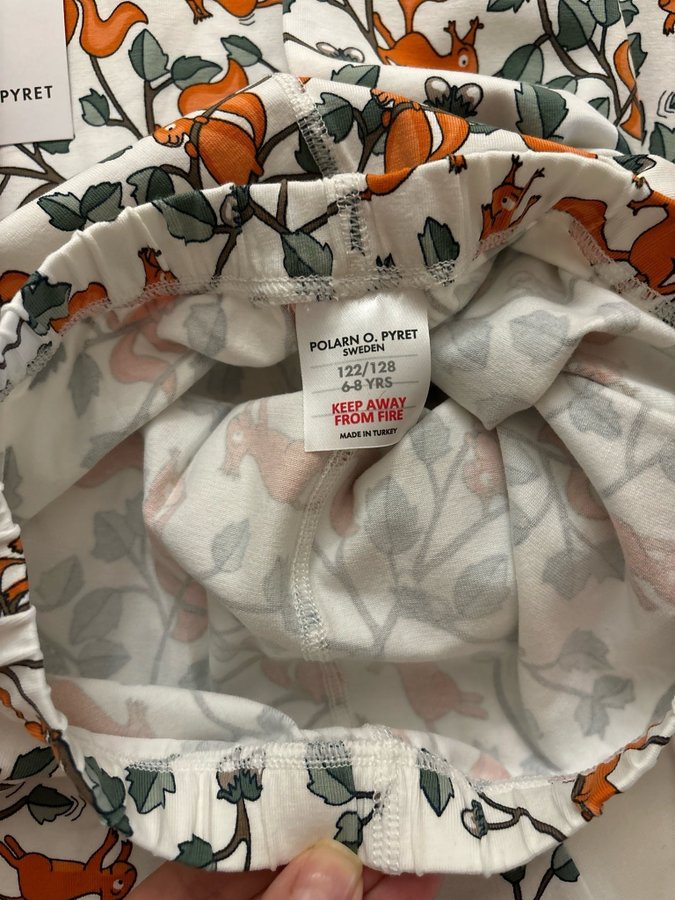 PYRET
POLARN O. PYRET
SWEDEN
122/128
6-8 YRS
KEEP AWAY
FROM FIRE
MADE IN TURKEY